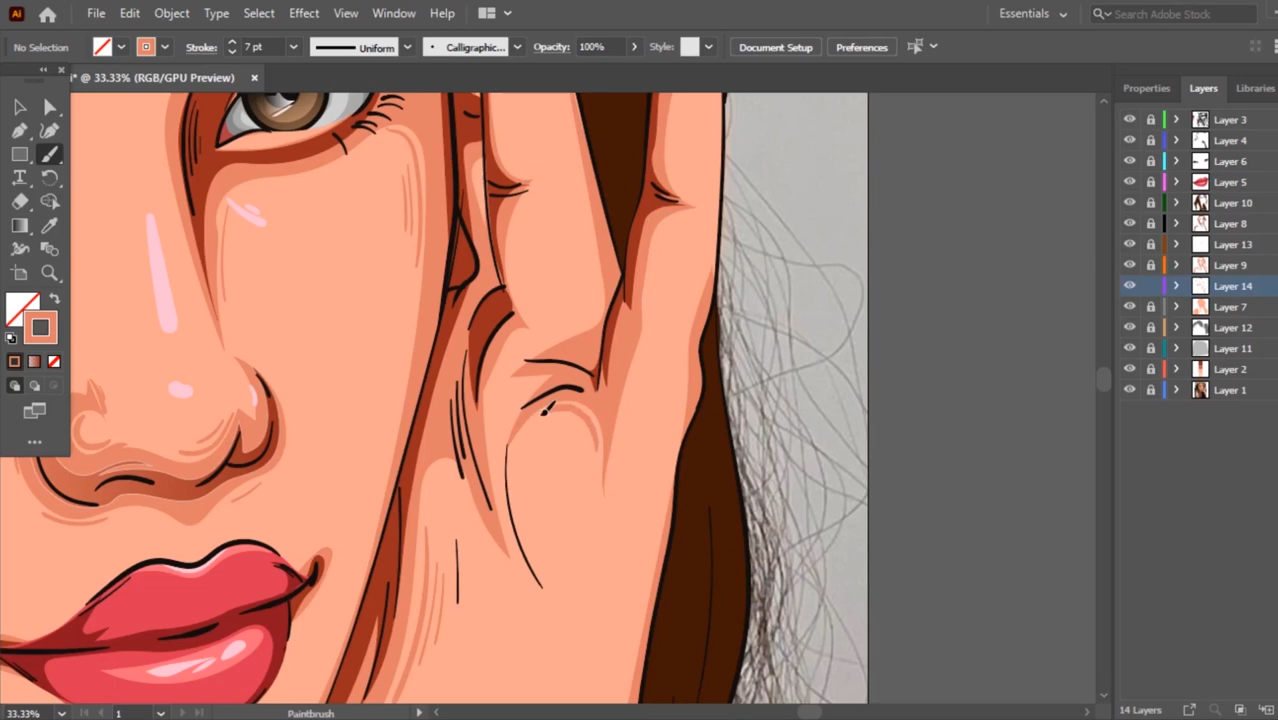 Ai File Edit Object Type Select Effect View Window Help Essentials Search Adobe Stock
No Selection Stroke: 7 pt Uniform Calligraphic... Opacity: 100% Style: Document Setup Preferences
i* @ 33.33% (RGB/GPU Preview)
Properties Layers Libraries
Layer 3
Layer 4
Layer 6
Layer 5
Layer 10
Layer 8
Layer 13
Layer 9
Layer 14
Layer 7
Layer 12
Layer 11
Layer 2
Layer 1
33.33% 1 Paintbrush 14 Layers